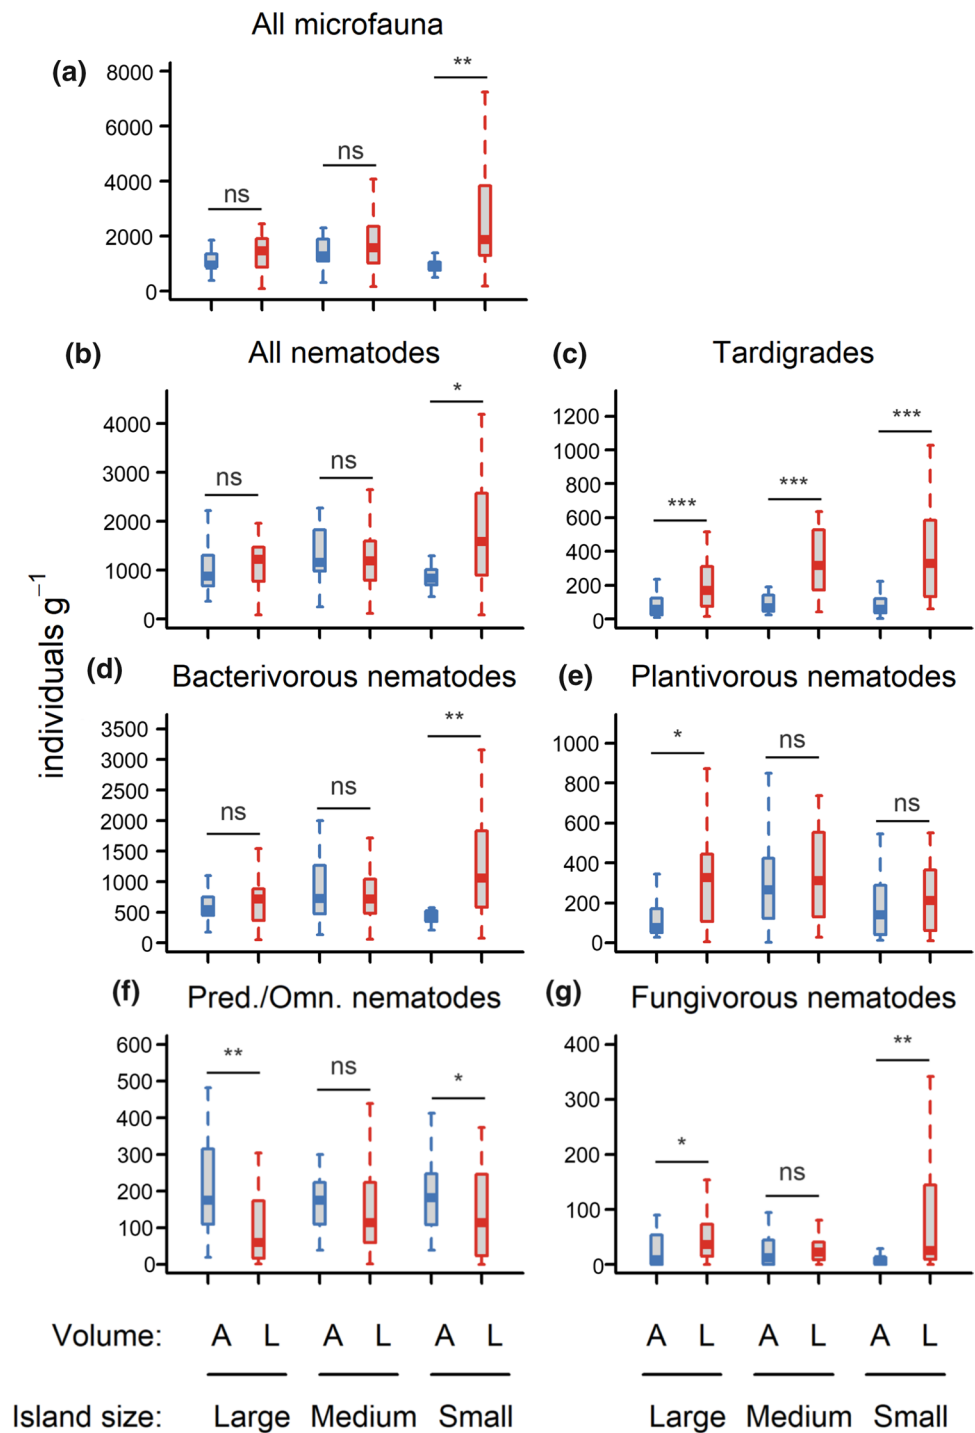 All microfauna
(a)
8000
6000
4000
2000
0
ns
ns
**
(b) All nematodes
4000
3000
2000
1000
0
ns
ns
*
(c) Tardigrades
1200
1000
800
600
400
200
0
***
***
***
individuals g⁻¹
(d) Bacterivorous nematodes
3500
3000
2500
2000
1500
1000
500
0
ns
ns
**
(e) Plantivorous nematodes
1000
800
600
400
200
0
*
ns
ns
(f) Pred./Omn. nematodes
600
500
400
300
200
100
0
**
ns
*
(g) Fungivorous nematodes
400
300
200
100
0
*
ns
**
Volume: A L A L A L A L A L A L
Island size: Large Medium Small Large Medium Small